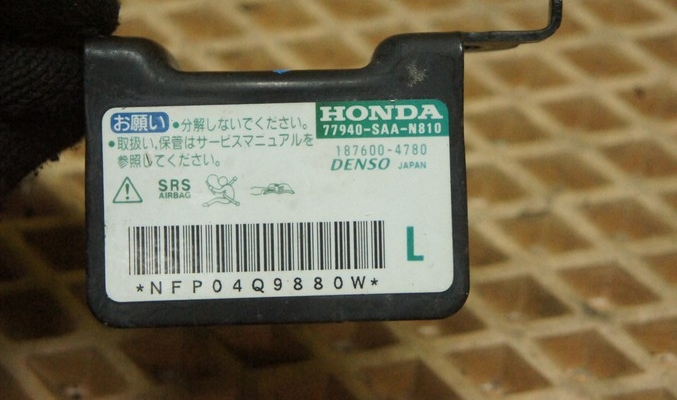 お願い
•分解しないでください。
•取扱い、保管はサービスマニュアルを
参照してください。
HONDA
77940-SAA-N810
187600-4780
DENSO JAPAN
SRS
AIRBAG
L
*NFP04Q9880W*